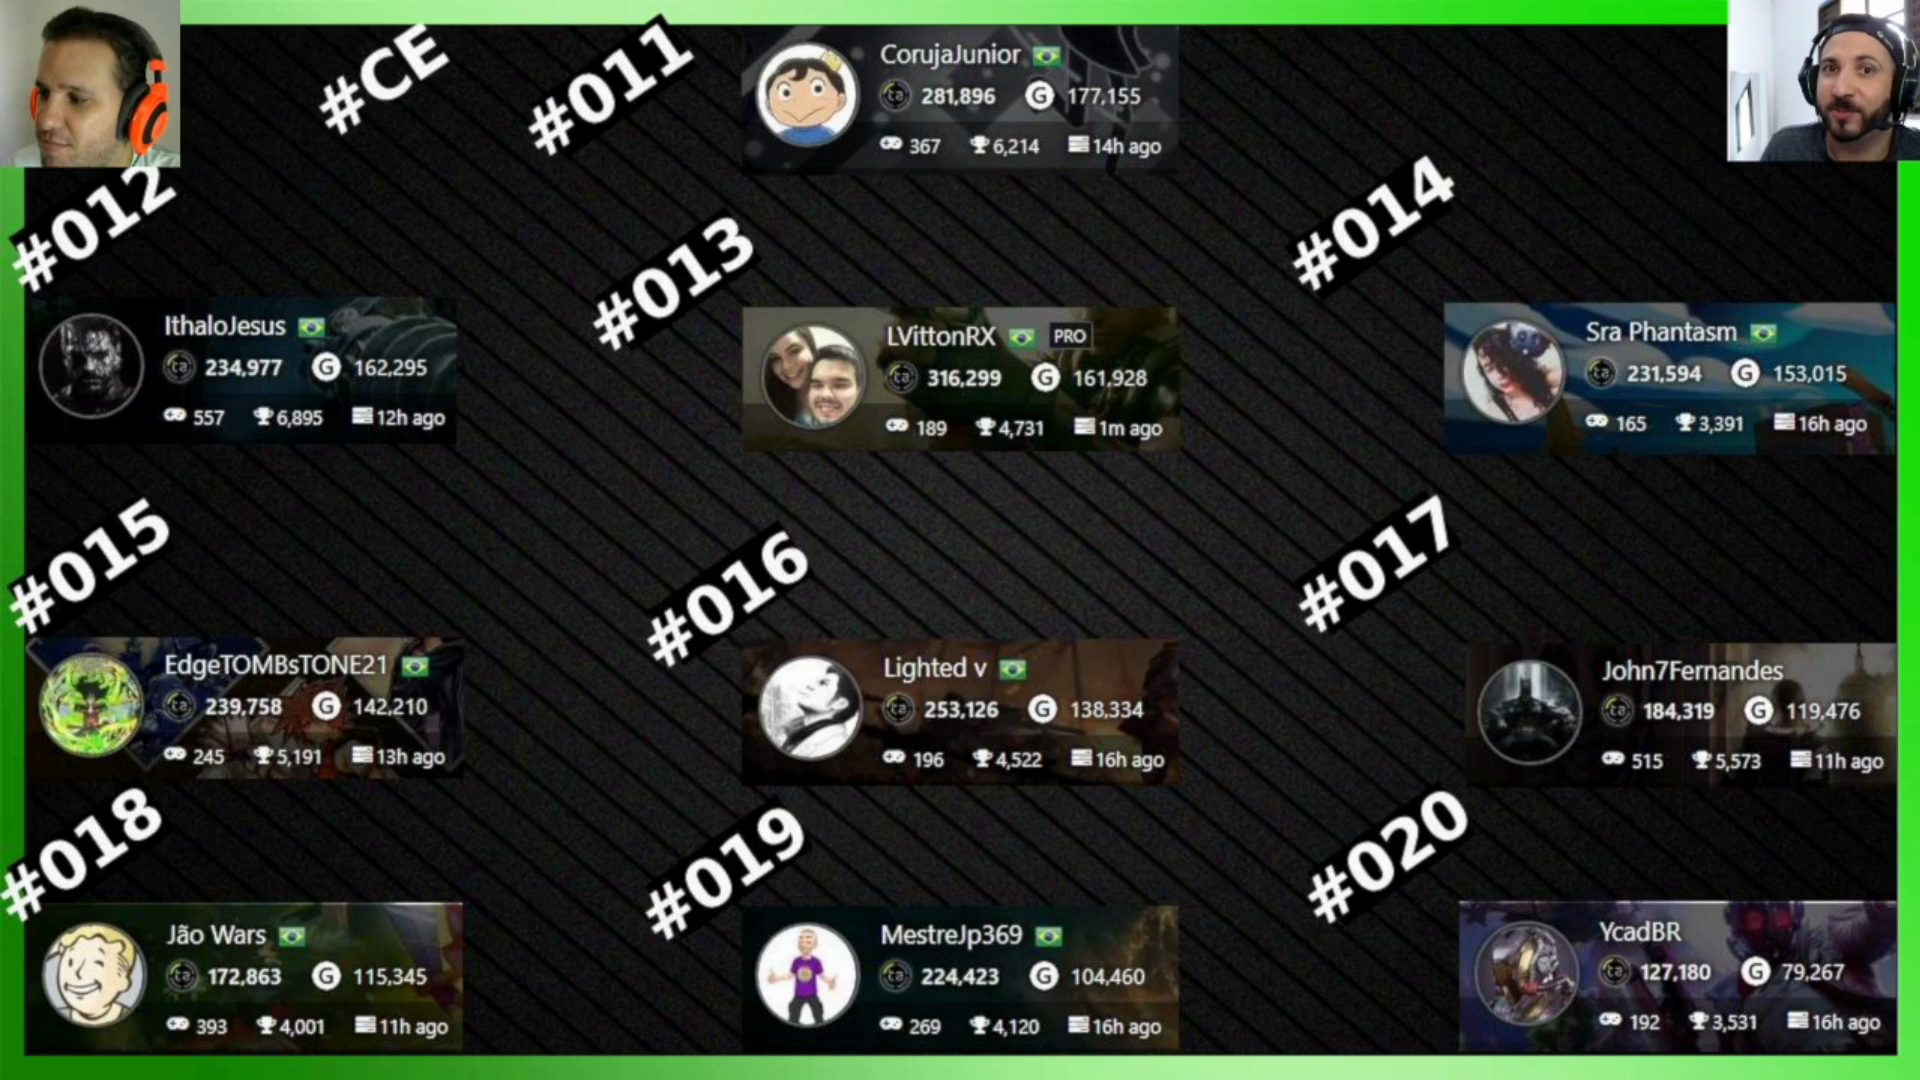 #CE
#011
CorujaJunior
281,896 G 177,155
367 6,214 14h ago
#012
IthaloJesus
234,977 G 162,295
557 6,895 12h ago
#013
LVittonRX PRO
316,299 G 161,928
189 4,731 1m ago
#014
Sra Phantasm
231,594 G 153,015
165 3,391 16h ago
#015
EdgeTOMBsTONE21
239,758 G 142,210
245 5,191 13h ago
#016
Lighted v
253,126 G 138,334
196 4,522 16h ago
#017
John7Fernandes
184,319 G 119,476
515 5,573 11h ago
#018
Jão Wars
172,863 G 115,345
393 4,001 11h ago
#019
MestreJp369
224,423 G 104,460
269 4,120 16h ago
#020
YcadBR
127,180 G 79,267
192 3,531 16h ago